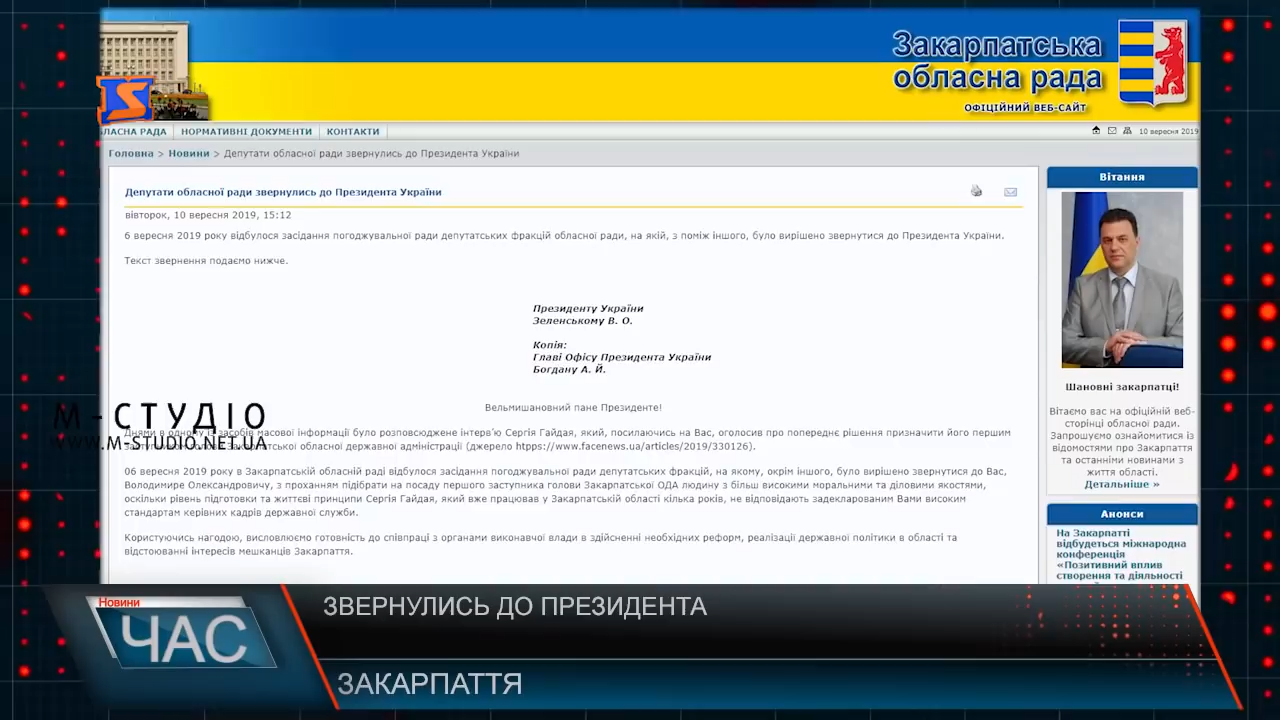 Закарпатська
обласна рада
ОФІЦІЙНИЙ ВЕБ-САЙТ
ЛАСНА РАДА НОРМАТИВНІ ДОКУМЕНТИ КОНТАКТИ
10 вересня 2019
Головна > Новини > Депутати обласної ради звернулись до Президента України
Депутати обласної ради звернулись до Президента України
вівторок, 10 вересня 2019, 15:12
6 вересня 2019 року відбулося засідання погоджувальної ради депутатських фракцій обласної ради, на якій, з поміж іншого, було вирішено звернутися до Президента України.
Текст звернення подаємо нижче.
Президенту України
Зеленському В. О.
Копія:
Главі Офісу Президента України
Богдану А. Й.
Вельмишановний пане Президенте!
Днями в одному із засобів масової інформації було розповсюджене інтерв'ю Сергія Гайдая, який, посилаючись на Вас, оголосив про попереднє рішення призначити його першим
Закарпатської обласної державної адміністрації (джерело htpps://www.facenews.ua/articles/2019/330126).
06 вересня 2019 року в Закарпатській обласній раді відбулося засідання погоджувальної ради депутатських фракцій, на якому, окрім іншого, було вирішено звернутися до Вас,
Володимире Олександровичу, з проханням підібрати на посаду першого заступника голови Закарпатської ОДА людину з більш високими моральними та діловими якостями,
оскільки рівень підготовки та життєві принципи Сергія Гайдая, який вже працював у Закарпатській області кілька років, не відповідають задекларованим Вами високим
стандартам керівних кадрів державної служби.
Користуючись нагодою, висловлюємо готовність до співпраці з органами виконавчої влади в здійсненні необхідних реформ, реалізації державної політики в області та
відстоюванні інтересів мешканців Закарпаття.
Вітання
Шановні закарпатці!
Вітаємо вас на офіційній веб-
сторінці обласної ради.
Запрошуємо ознайомитися із
відомостями про Закарпаття
та останніми новинами з
життя області.
Детальніше »
Анонси
На Закарпатті
відбудеться міжнародна
конференція
«Позитивний вплив
створення та діяльності
М-СТУДІО
WWW.M-STUDIO.NET.UA
Новини
ЧАС
ЗВЕРНУЛИСЬ ДО ПРЕЗИДЕНТА
ЗАКАРПАТТЯ